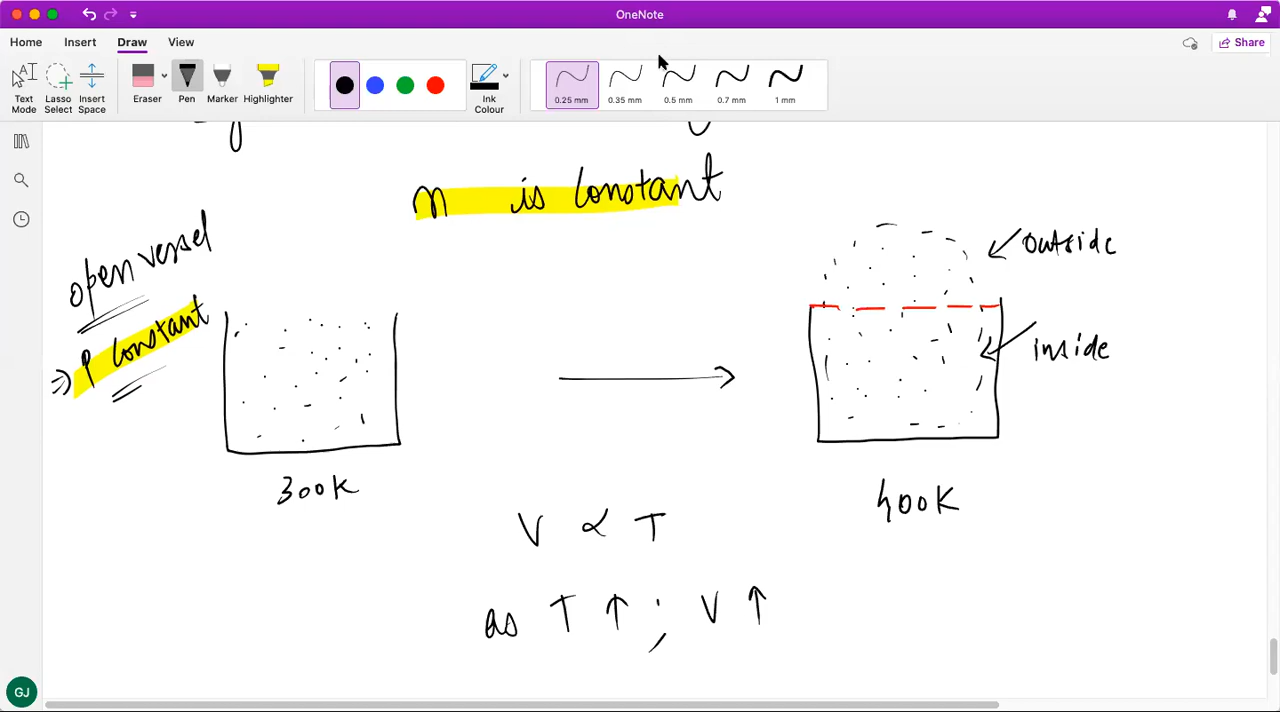 OneNote
Home Insert Draw View
Share
Text Mode
Lasso Select
Insert Space
Eraser
Pen
Marker
Highlighter
Ink Colour
0.25 mm
0.35 mm
0.5 mm
0.7 mm
1 mm
n is constant
open vessel
⇒ P constant
outside
inside
300K
400K
V ∝ T
as T ↑ ; V ↑
GJ